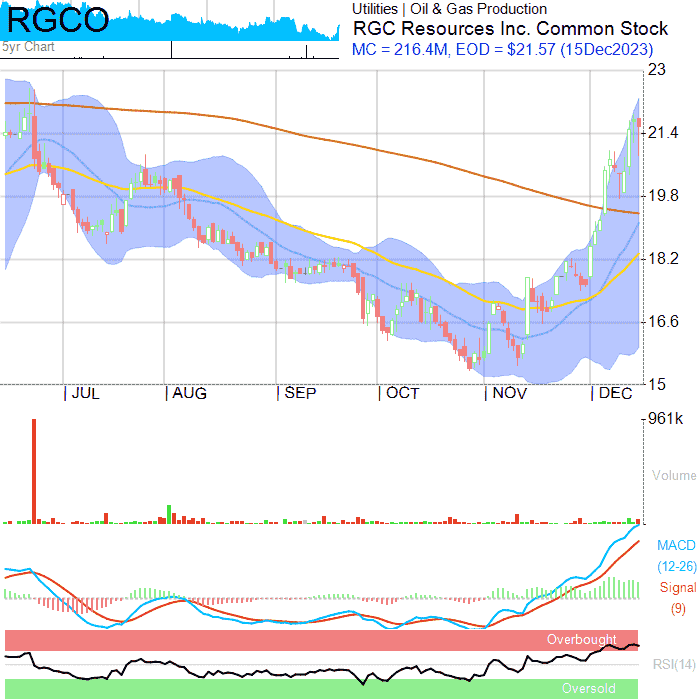 RGCO
5yr Chart
Utilities | Oil & Gas Production
RGC Resources Inc. Common Stock
MC = 216.4M, EOD = $21.57 (15Dec2023)
23
21.4
19.8
18.2
16.6
15
JUL AUG SEP OCT NOV DEC
961k
Volume
MACD
(12-26)
Signal
(9)
Overbought
RSI(14)
Oversold